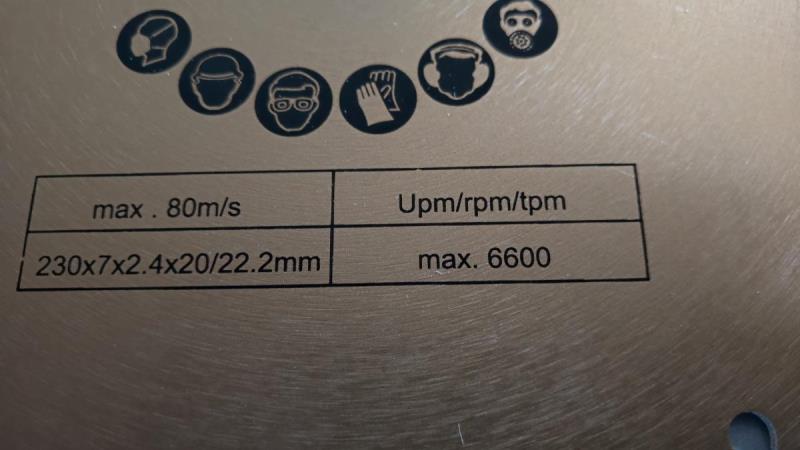 max . 80m/s
Upm/rpm/tpm
230x7x2.4x20/22.2mm
max. 6600